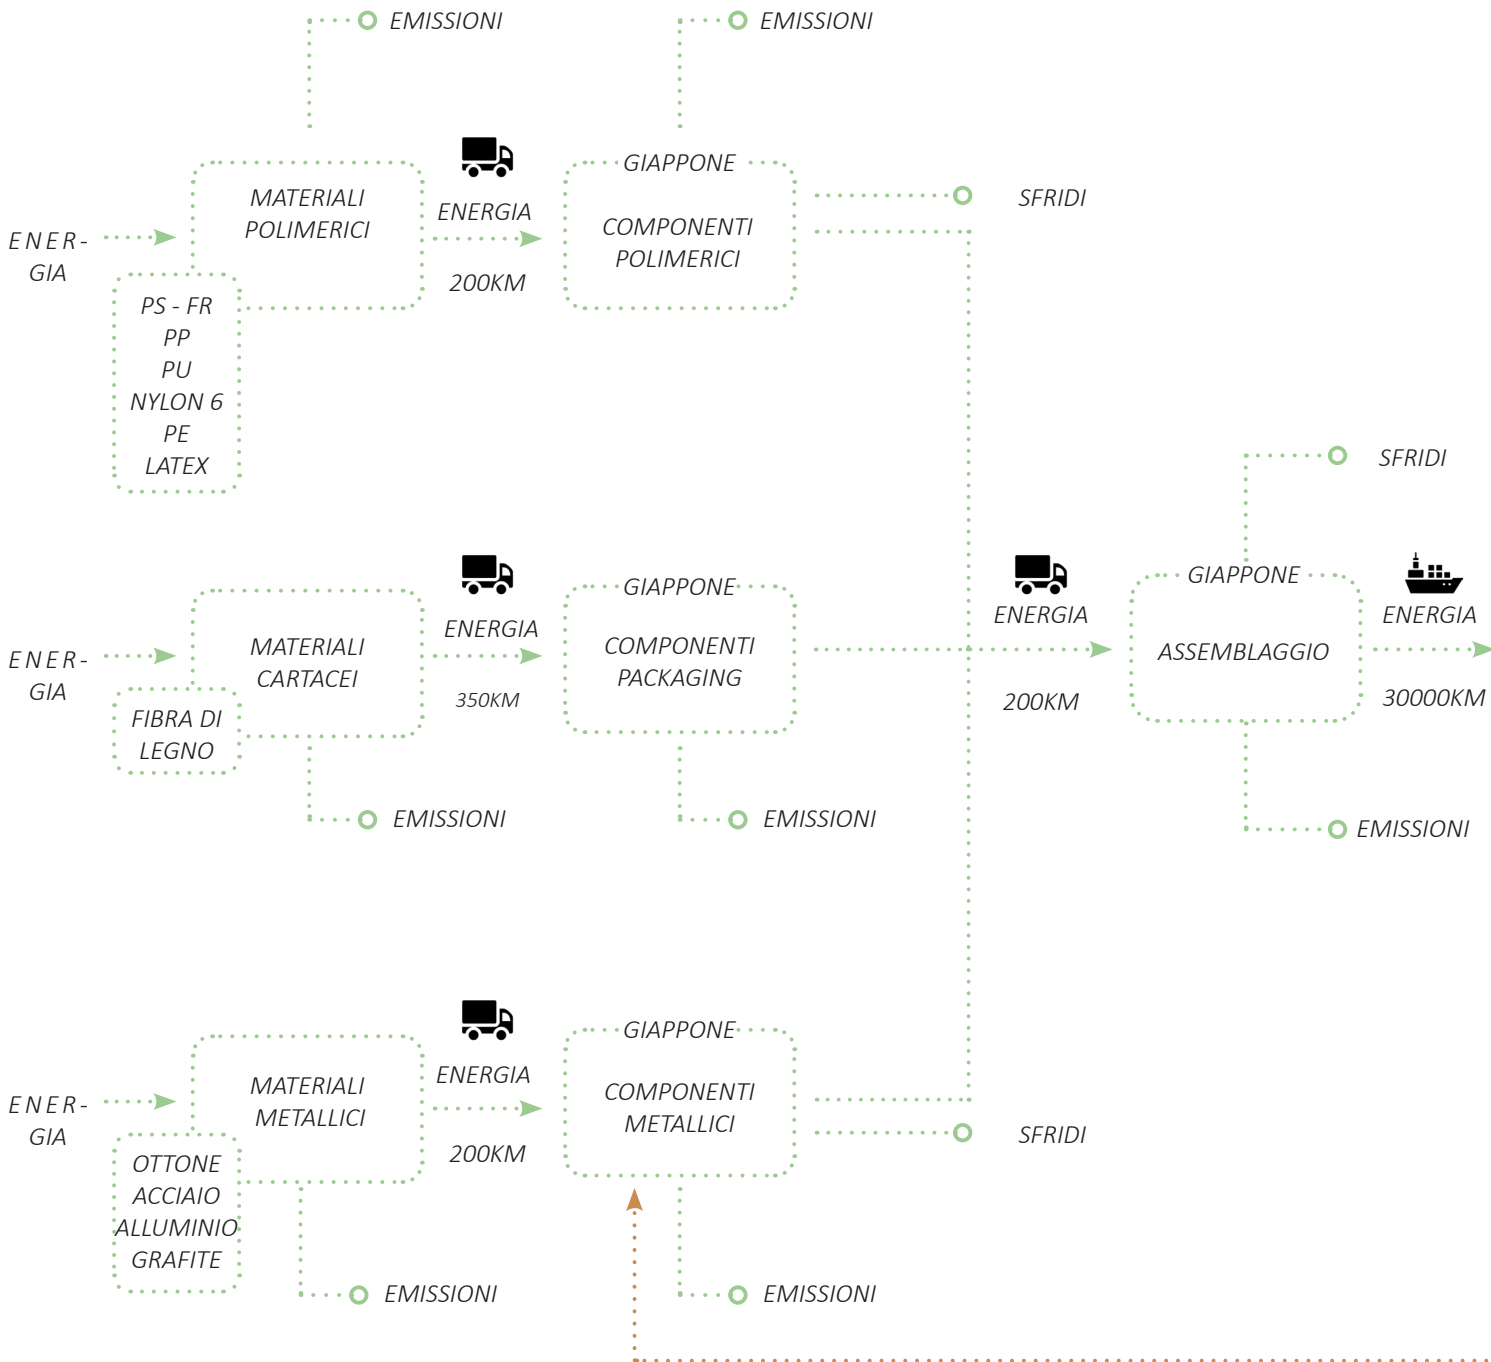 EMISSIONI
EMISSIONI
GIAPPONE
MATERIALI
POLIMERICI
ENERGIA
COMPONENTI
POLIMERICI
SFRIDI
ENER-
GIA
200KM
PS - FR
PP
PU
NYLON 6
PE
LATEX
SFRIDI
GIAPPONE
GIAPPONE
ENERGIA
ENERGIA
ENERGIA
ENER-
GIA
MATERIALI
CARTACEI
COMPONENTI
PACKAGING
ASSEMBLAGGIO
350KM
200KM
30000KM
FIBRA DI
LEGNO
EMISSIONI
EMISSIONI
EMISSIONI
GIAPPONE
ENERGIA
MATERIALI
METALLICI
COMPONENTI
METALLICI
ENER-
GIA
200KM
SFRIDI
OTTONE
ACCIAIO
ALLUMINIO
GRAFITE
EMISSIONI
EMISSIONI